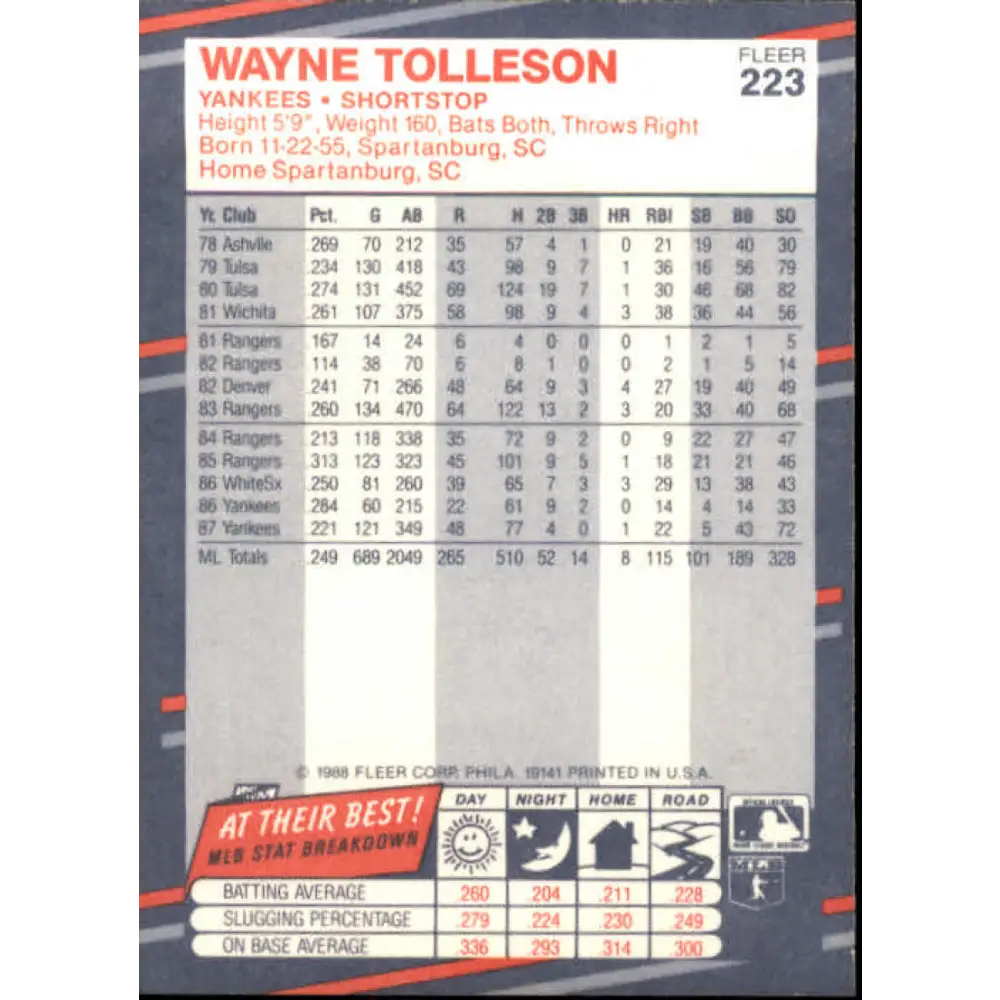 WAYNE TOLLESON
FLEER
223
YANKEES • SHORTSTOP
Height 5'9", Weight 160, Bats Both, Throws Right
Born 11-22-55, Spartanburg, SC
Home Spartanburg, SC
Yr. Club Pct. G AB R H 2B 3B HR RBI SB BB SO
78 Ashvlle .269 70 212 35 57 4 1 0 21 19 40 30
79 Tulsa .234 130 418 43 98 9 7 1 36 16 56 79
80 Tulsa .274 131 452 69 124 19 7 1 30 46 68 82
81 Wichita .261 107 375 58 98 9 4 3 38 36 44 56
81 Rangers .167 14 24 6 4 0 0 0 1 2 1 5
82 Rangers .114 38 70 6 8 1 0 0 2 1 5 14
82 Denver .241 71 266 48 64 9 3 4 27 19 40 49
83 Rangers .260 134 470 64 122 13 2 3 20 33 40 68
84 Rangers .213 118 338 35 72 9 2 0 9 22 27 47
85 Rangers .313 123 323 45 101 9 5 1 18 21 21 46
86 WhiteSx .250 81 260 39 65 7 3 3 29 13 38 43
86 Yankees .284 60 215 22 61 9 2 0 14 4 14 33
87 Yankees .221 121 349 48 77 4 0 1 22 5 43 72
ML Totals .249 689 2049 265 510 52 14 8 115 101 189 328
© 1988 FLEER CORP. PHILA. 19141 PRINTED IN U.S.A.
AT THEIR BEST!
MLB STAT BREAKDOWN
DAY NIGHT HOME ROAD
BATTING AVERAGE .260 .204 .211 .228
SLUGGING PERCENTAGE .279 .224 .230 .249
ON BASE AVERAGE .336 .293 .314 .300